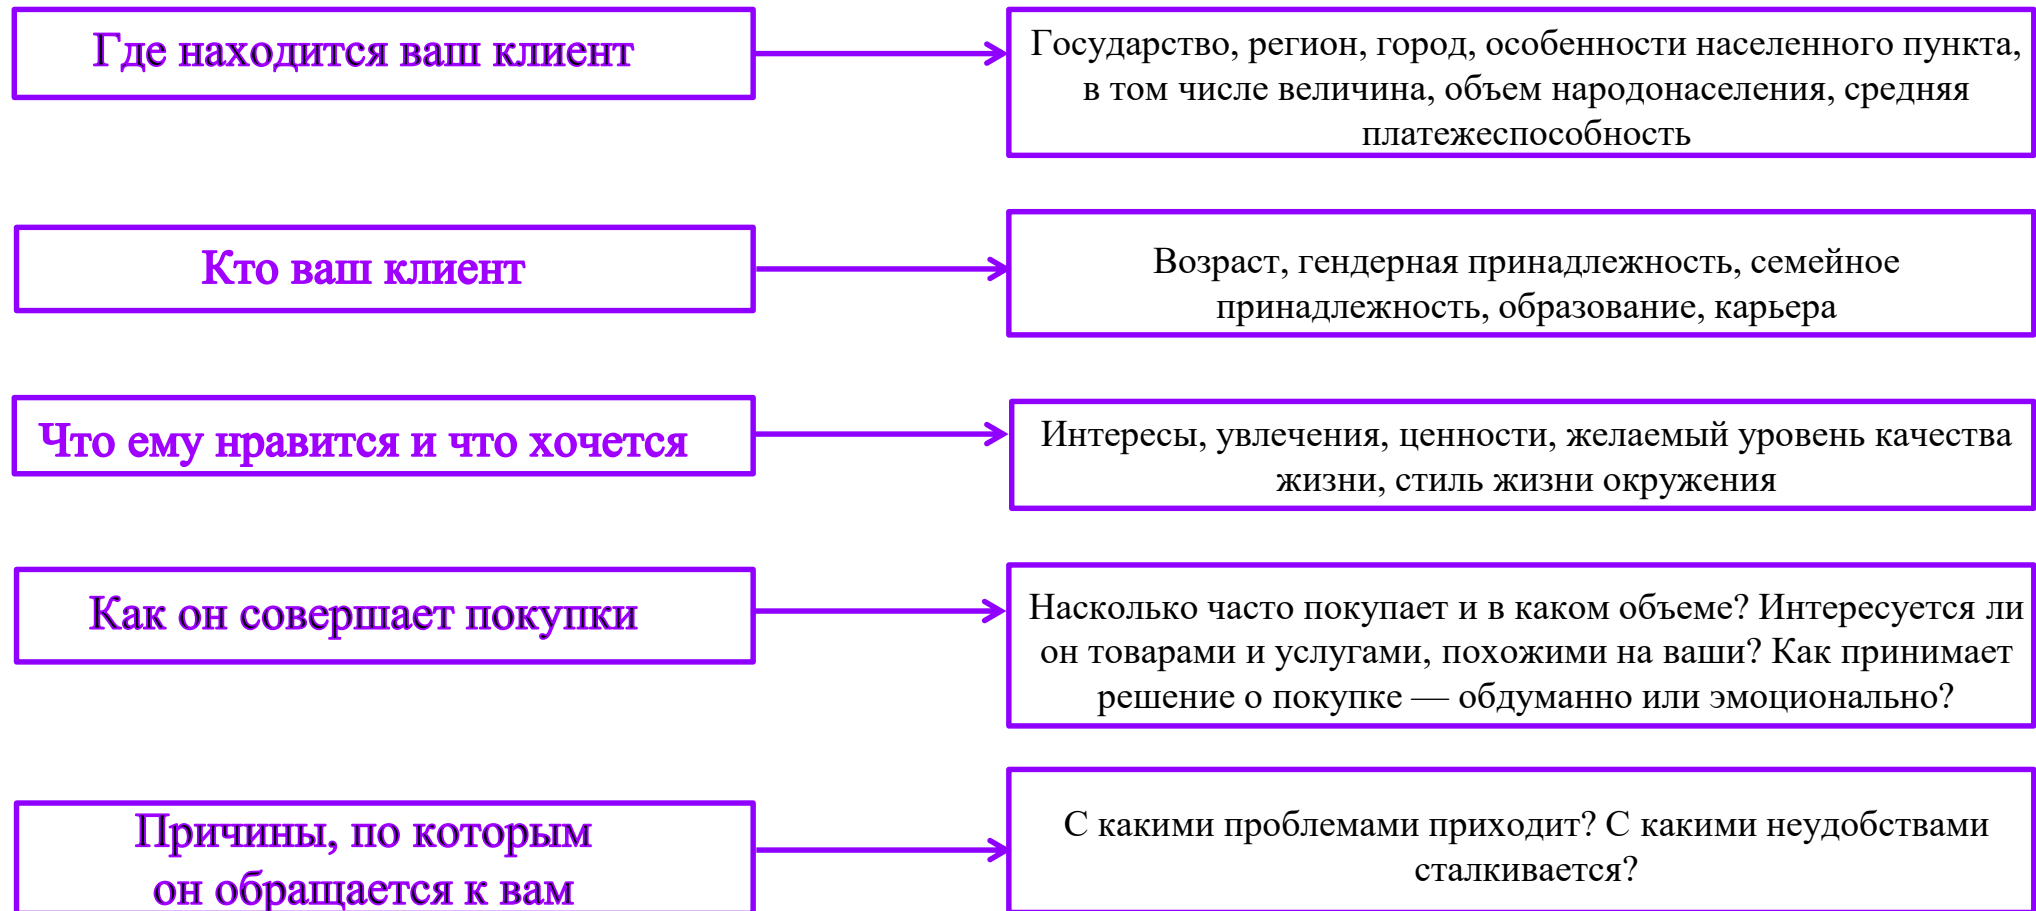 Где находится ваш клиент
Государство, регион, город, особенности населенного пункта,
в том числе величина, объем народонаселения, средняя
платежеспособность
Кто ваш клиент
Возраст, гендерная принадлежность, семейное
принадлежность, образование, карьера
Что ему нравится и что хочется
Интересы, увлечения, ценности, желаемый уровень качества
жизни, стиль жизни окружения
Как он совершает покупки
Насколько часто покупает и в каком объеме? Интересуется ли
он товарами и услугами, похожими на ваши? Как принимает
решение о покупке — обдуманно или эмоционально?
Причины, по которым
он обращается к вам
С какими проблемами приходит? С какими неудобствами
сталкивается?